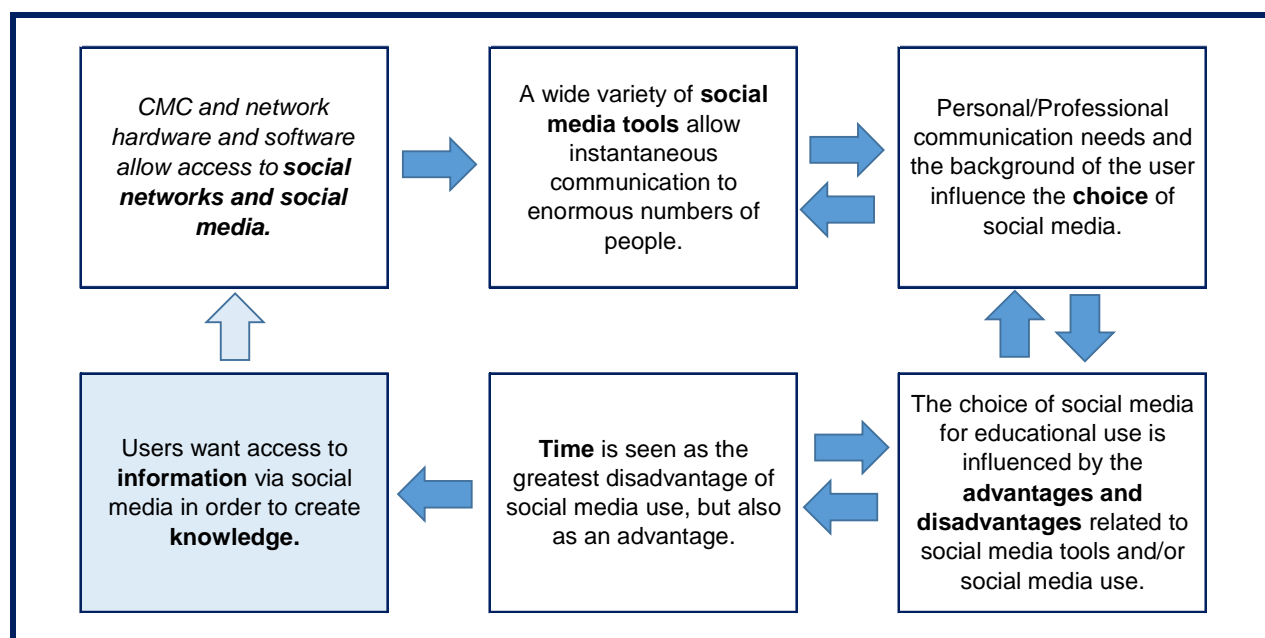 CMC and network
hardware and software
allow access to social
networks and social
media.
A wide variety of social
media tools allow
instantaneous
communication to
enormous numbers of
people.
Personal/Professional
communication needs and
the background of the user
influence the choice of
social media.
Users want access to
information via social
media in order to create
knowledge.
Time is seen as the
greatest disadvantage of
social media use, but also
as an advantage.
The choice of social media
for educational use is
influenced by the
advantages and
disadvantages related to
social media tools and/or
social media use.